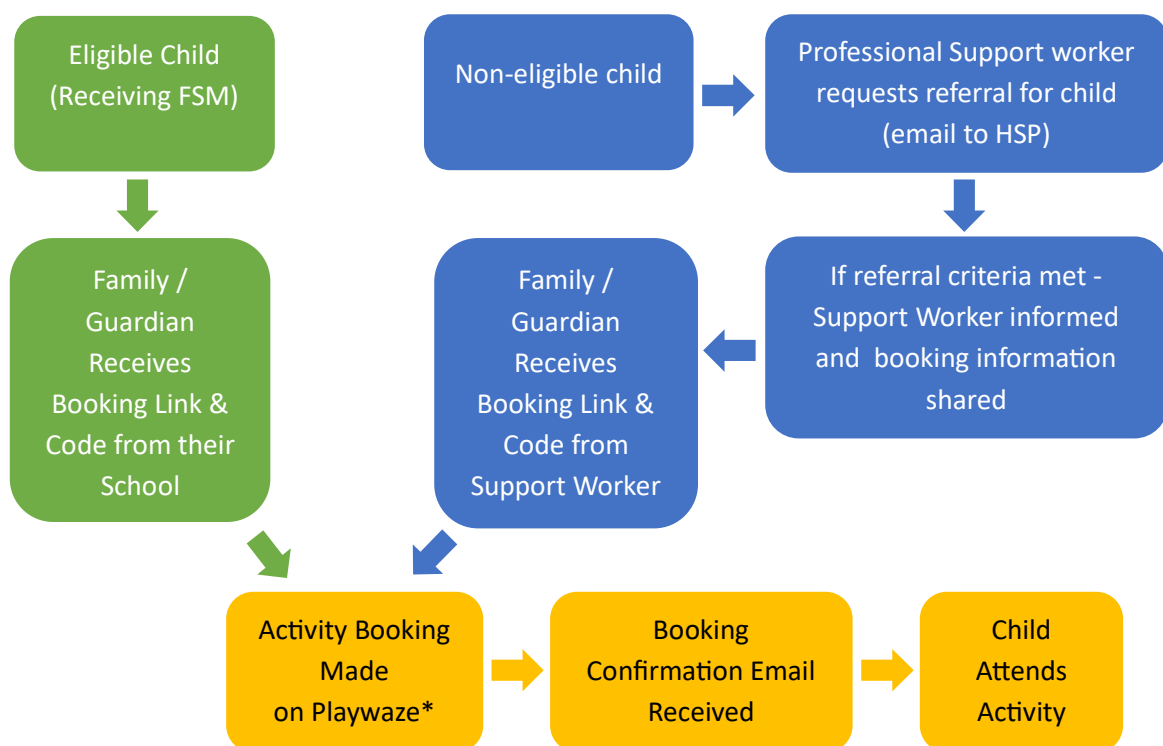 Eligible Child
(Receiving FSM)
Non-eligible child
Professional Support worker
requests referral for child
(email to HSP)
Family /
Guardian
Receives
Booking Link &
Code from their
School
Family /
Guardian
Receives
Booking Link &
Code from
Support Worker
If referral criteria met -
Support Worker informed
and  booking information
shared
Activity Booking
Made
on Playwaze*
Booking
Confirmation Email
Received
Child
Attends
Activity